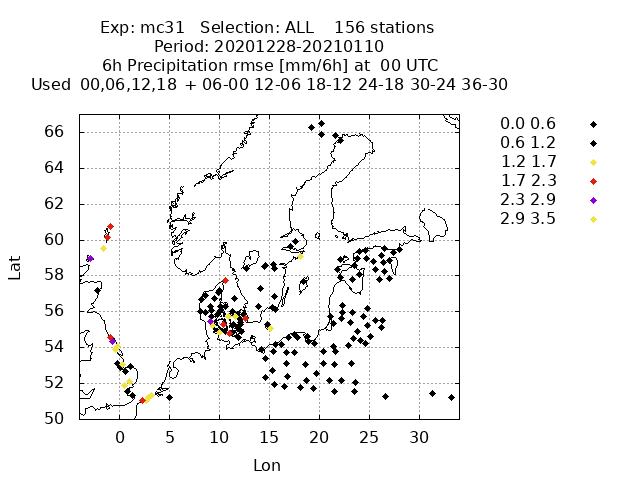 Exp: mc31 Selection: ALL 156 stations
Period: 20201228-20210110
6h Precipitation rmse [mm/6h] at 00 UTC
Used 00,06,12,18 + 06-00 12-06 18-12 24-18 30-24 36-30
0.0 0.6
0.6 1.2
1.2 1.7
1.7 2.3
2.3 2.9
2.9 3.5
66
64
62
60
58
56
54
52
50
Lat
0 5 10 15 20 25 30
Lon